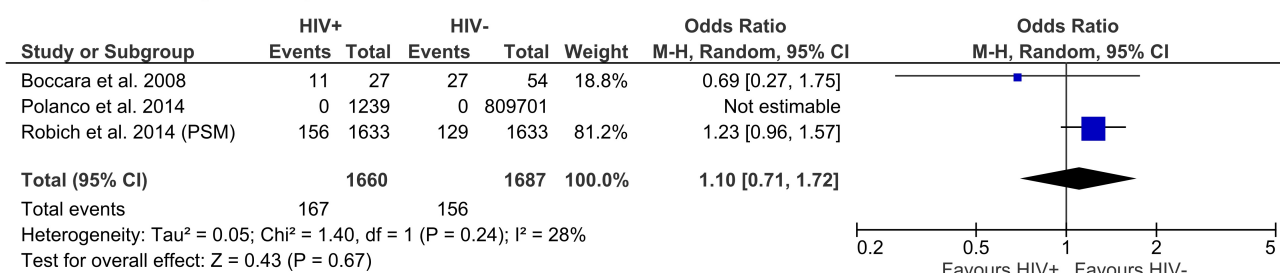 HIV+ HIV- Odds Ratio Odds Ratio
Study or Subgroup Events Total Events Total Weight M-H, Random, 95% CI M-H, Random, 95% CI
Boccara et al. 2008 11 27 27 54 18.8% 0.69 [0.27, 1.75]
Polanco et al. 2014 0 1239 0 809701 Not estimable
Robich et al. 2014 (PSM) 156 1633 129 1633 81.2% 1.23 [0.96, 1.57]
Total (95% CI) 1660 1687 100.0% 1.10 [0.71, 1.72]
Total events 167 156
Heterogeneity: Tau² = 0.05; Chi² = 1.40, df = 1 (P = 0.24); I² = 28%
Test for overall effect: Z = 0.43 (P = 0.67)
0.2 0.5 1 2 5
Favours HIV+ Favours HIV-